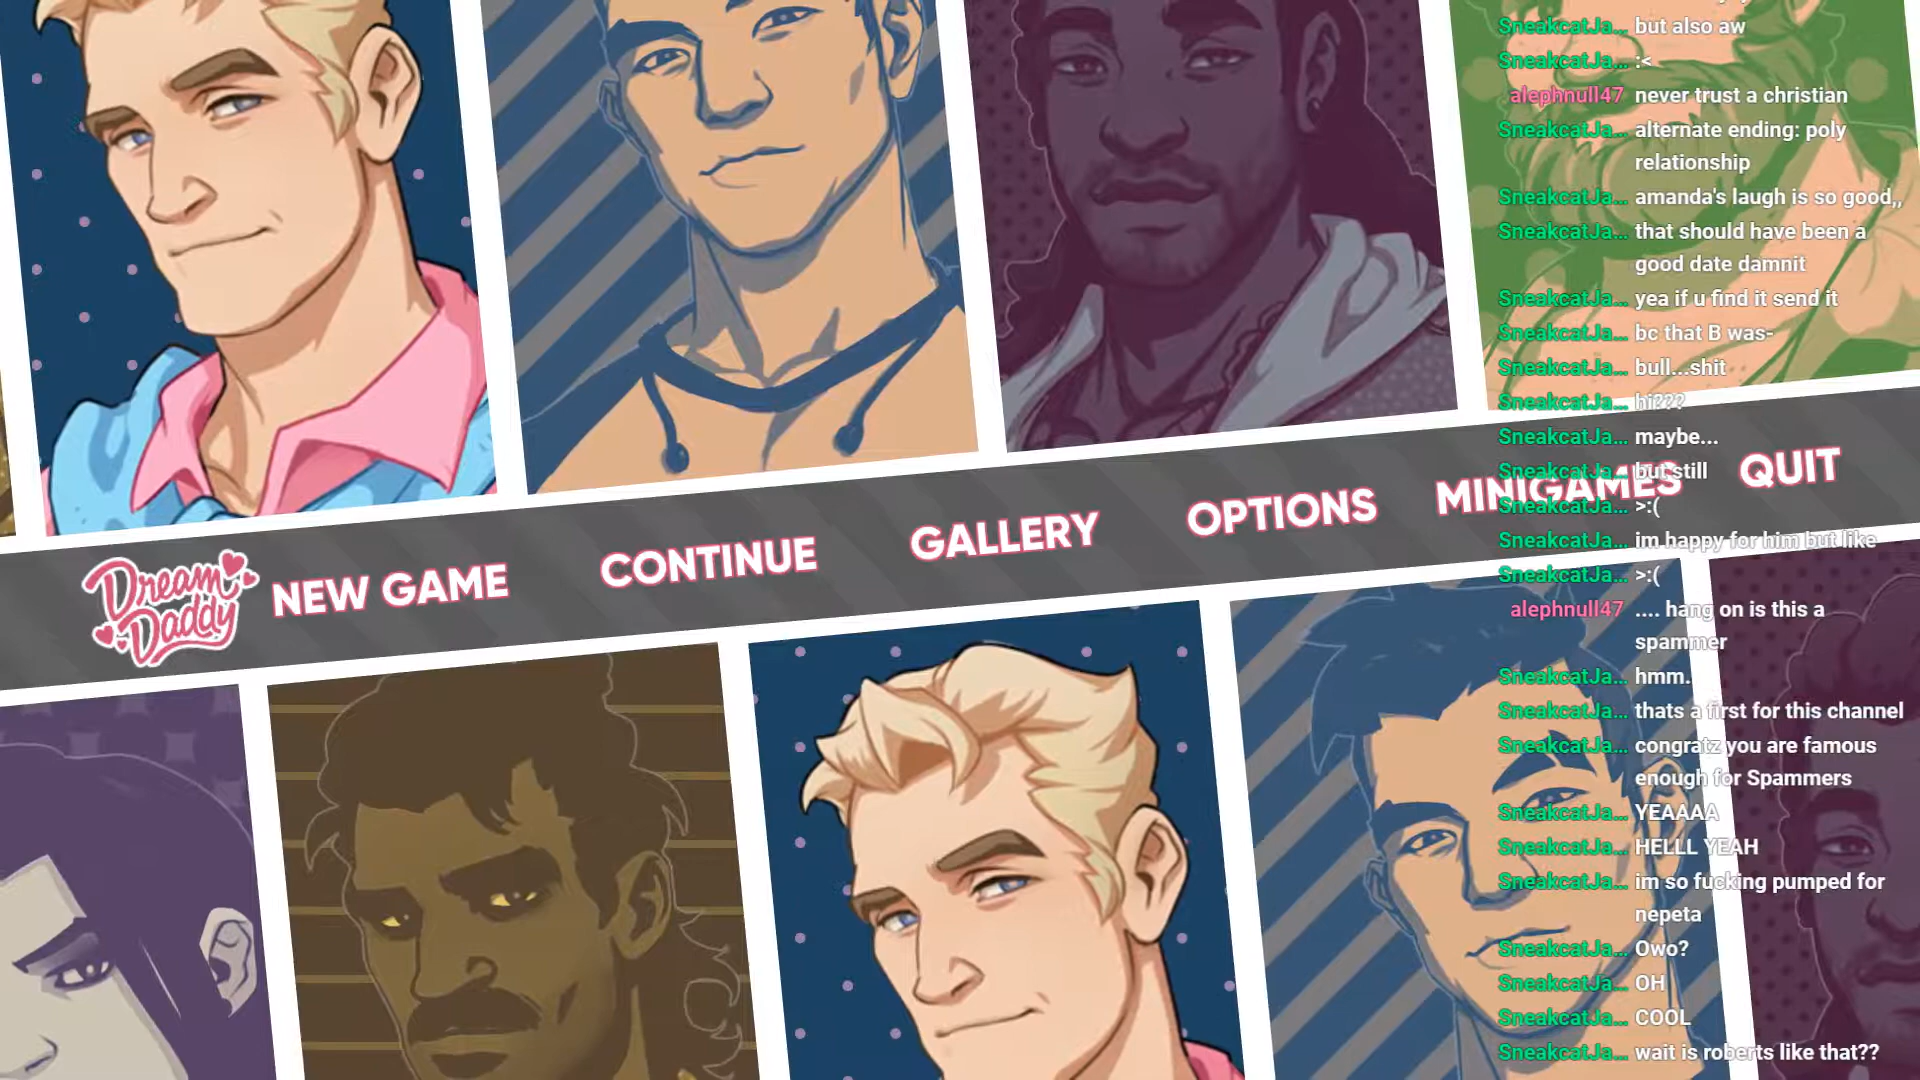 Dream
Daddy
NEW GAME
CONTINUE
GALLERY
OPTIONS
MINIGAMES
QUIT
SneakcatJa... but also aw
SneakcatJa... :<
alephnull47 never trust a christian
SneakcatJa... alternate ending: poly
relationship
SneakcatJa... amanda's laugh is so good,,
SneakcatJa... that should have been a
good date damnit
SneakcatJa... yea if u find it send it
SneakcatJa... bc that B was-
SneakcatJa... bull...shit
SneakcatJa... hi???
SneakcatJa... maybe...
SneakcatJa... but still
SneakcatJa... >:(
SneakcatJa... im happy for him but like
SneakcatJa... >:(
alephnull47 .... hang on is this a
spammer
SneakcatJa... hmm.
SneakcatJa... thats a first for this channel
SneakcatJa... congratz you are famous
enough for Spammers
SneakcatJa... YEAAAA
SneakcatJa... HELLL YEAH
SneakcatJa... im so fucking pumped for
nepeta
SneakcatJa... Owo?
SneakcatJa... OH
SneakcatJa... COOL
SneakcatJa... wait is roberts like that??